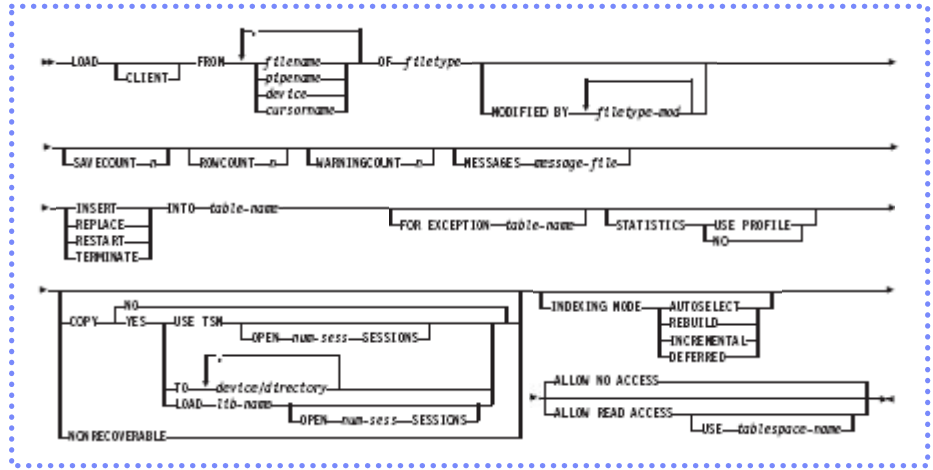 ,
LOAD CLIENT FROM filename OF filetype
pipename
device
cursorname
MODIFIED BY filetype-mod
SAVECOUNT n ROWCOUNT n WARNINGCOUNT n MESSAGES message-file
INSERT INTO table-name
REPLACE
RESTART
TERMINATE
FOR EXCEPTION table-name STATISTICS USE PROFILE
NO
NO
COPY YES USE TSM
OPEN num-sess SESSIONS
,
TO device/directory
LOAD lib-name
OPEN num-sess SESSIONS
NONRECOVERABLE
INDEXING MODE AUTOSELECT
REBUILD
INCREMENTAL
DEFERRED
ALLOW NO ACCESS
ALLOW READ ACCESS
USE tablespace-name